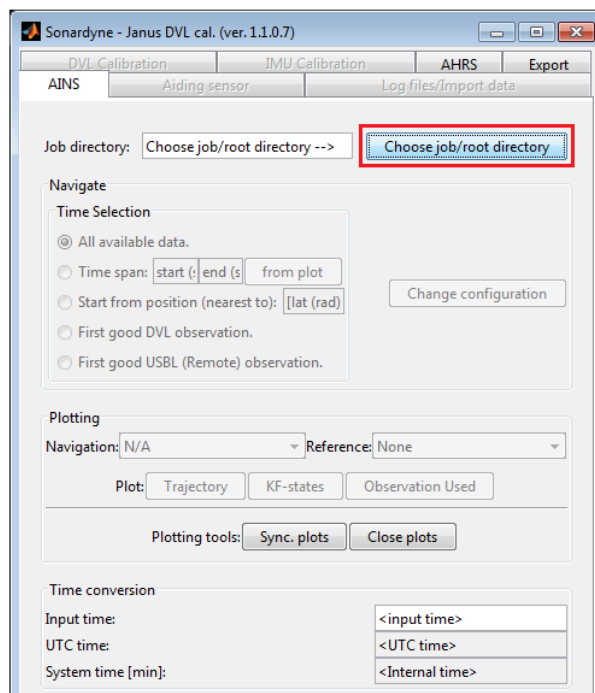 Sonardyne - Janus DVL cal. (ver. 1.1.0.7)
DVL Calibration IMU Calibration AHRS Export
AINS Aiding sensor Log files/Import data
Job directory: Choose job/root directory --> Choose job/root directory
Navigate
Time Selection
All available data.
Time span: start (s end (s from plot
Start from position (nearest to): [lat (rad)
Change configuration
First good DVL observation.
First good USBL (Remote) observation.
Plotting
Navigation: N/A Reference: None
Plot: Trajectory KF-states Observation Used
Plotting tools: Sync. plots Close plots
Time conversion
Input time: <input time>
UTC time: <UTC time>
System time [min]: <Internal time>